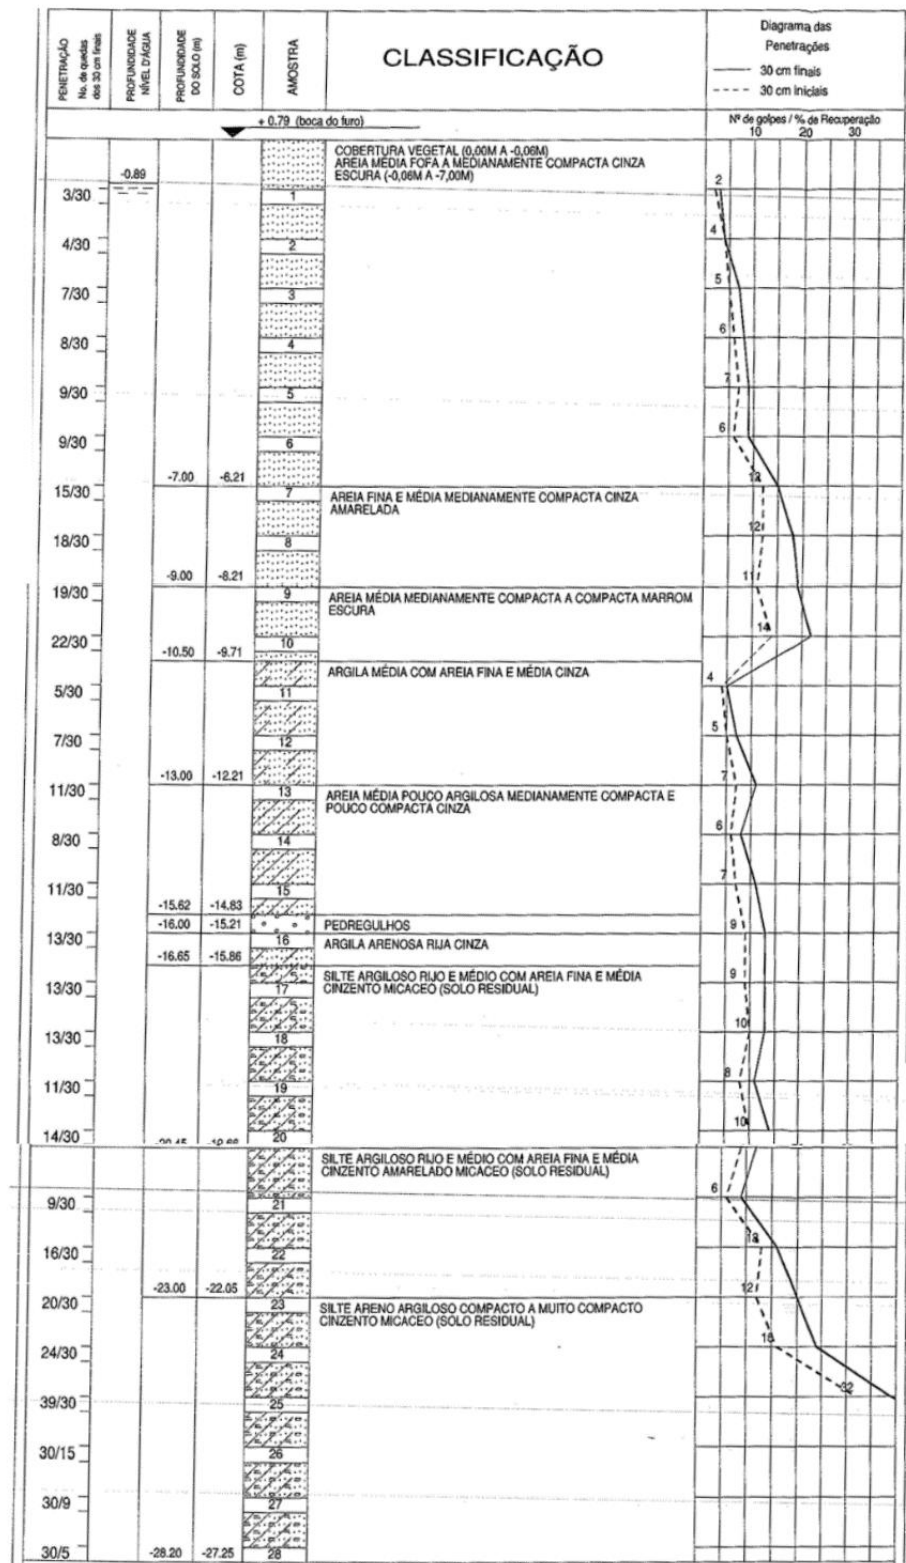 PENETRAÇÃO
No. de quedas
dos 30 cm finais
PROFUNDIDADE
NÍVEL D'ÁGUA
PROFUNDIDADE
DO SOLO (m)
COTA (m)
AMOSTRA
CLASSIFICAÇÃO
Diagrama das
Penetrações
30 cm finais
30 cm iniciais
+ 0.79 (boca do furo)
Nº de golpes / % de Recuperação
10 20 30
COBERTURA VEGETAL (0,00M A -0,06M)
AREIA MÉDIA FOFA A MEDIANAMENTE COMPACTA CINZA
ESCURA (-0,06M A -7,00M)
-0.89
2
3/30
1
4
4/30
2
5
7/30
3
6
8/30
4
7
9/30
5
6
9/30
6
-7.00 -6.21
12
15/30
7
AREIA FINA E MÉDIA MEDIANAMENTE COMPACTA CINZA
AMARELADA
12
18/30
8
-9.00 -8.21
11
19/30
9
AREIA MÉDIA MEDIANAMENTE COMPACTA A COMPACTA MARROM
ESCURA
14
22/30
10
-10.50 -9.71
ARGILA MÉDIA COM AREIA FINA E MÉDIA CINZA
4
5/30
11
5
7/30
12
-13.00 -12.21
7
11/30
13
AREIA MÉDIA POUCO ARGILOSA MEDIANAMENTE COMPACTA E
POUCO COMPACTA CINZA
6
8/30
14
7
11/30
15
-15.62 -14.83
-16.00 -15.21
PEDREGULHOS
9
13/30
16
ARGILA ARENOSA RIJA CINZA
-16.65 -15.86
SILTE ARGILOSO RIJO E MÉDIO COM AREIA FINA E MÉDIA
CINZENTO MICACEO (SOLO RESIDUAL)
9
13/30
17
10
13/30
18
8
11/30
19
10
14/30
20
SILTE ARGILOSO RIJO E MÉDIO COM AREIA FINA E MÉDIA
CINZENTO AMARELADO MICACEO (SOLO RESIDUAL)
6
9/30
21
16/30
22
-23.00 -22.05
12
20/30
23
SILTE ARENO ARGILOSO COMPACTO A MUITO COMPACTO
CINZENTO MICACEO (SOLO RESIDUAL)
24/30
24
32
39/30
25
30/15
26
30/9
27
30/5
-28.20 -27.25
28